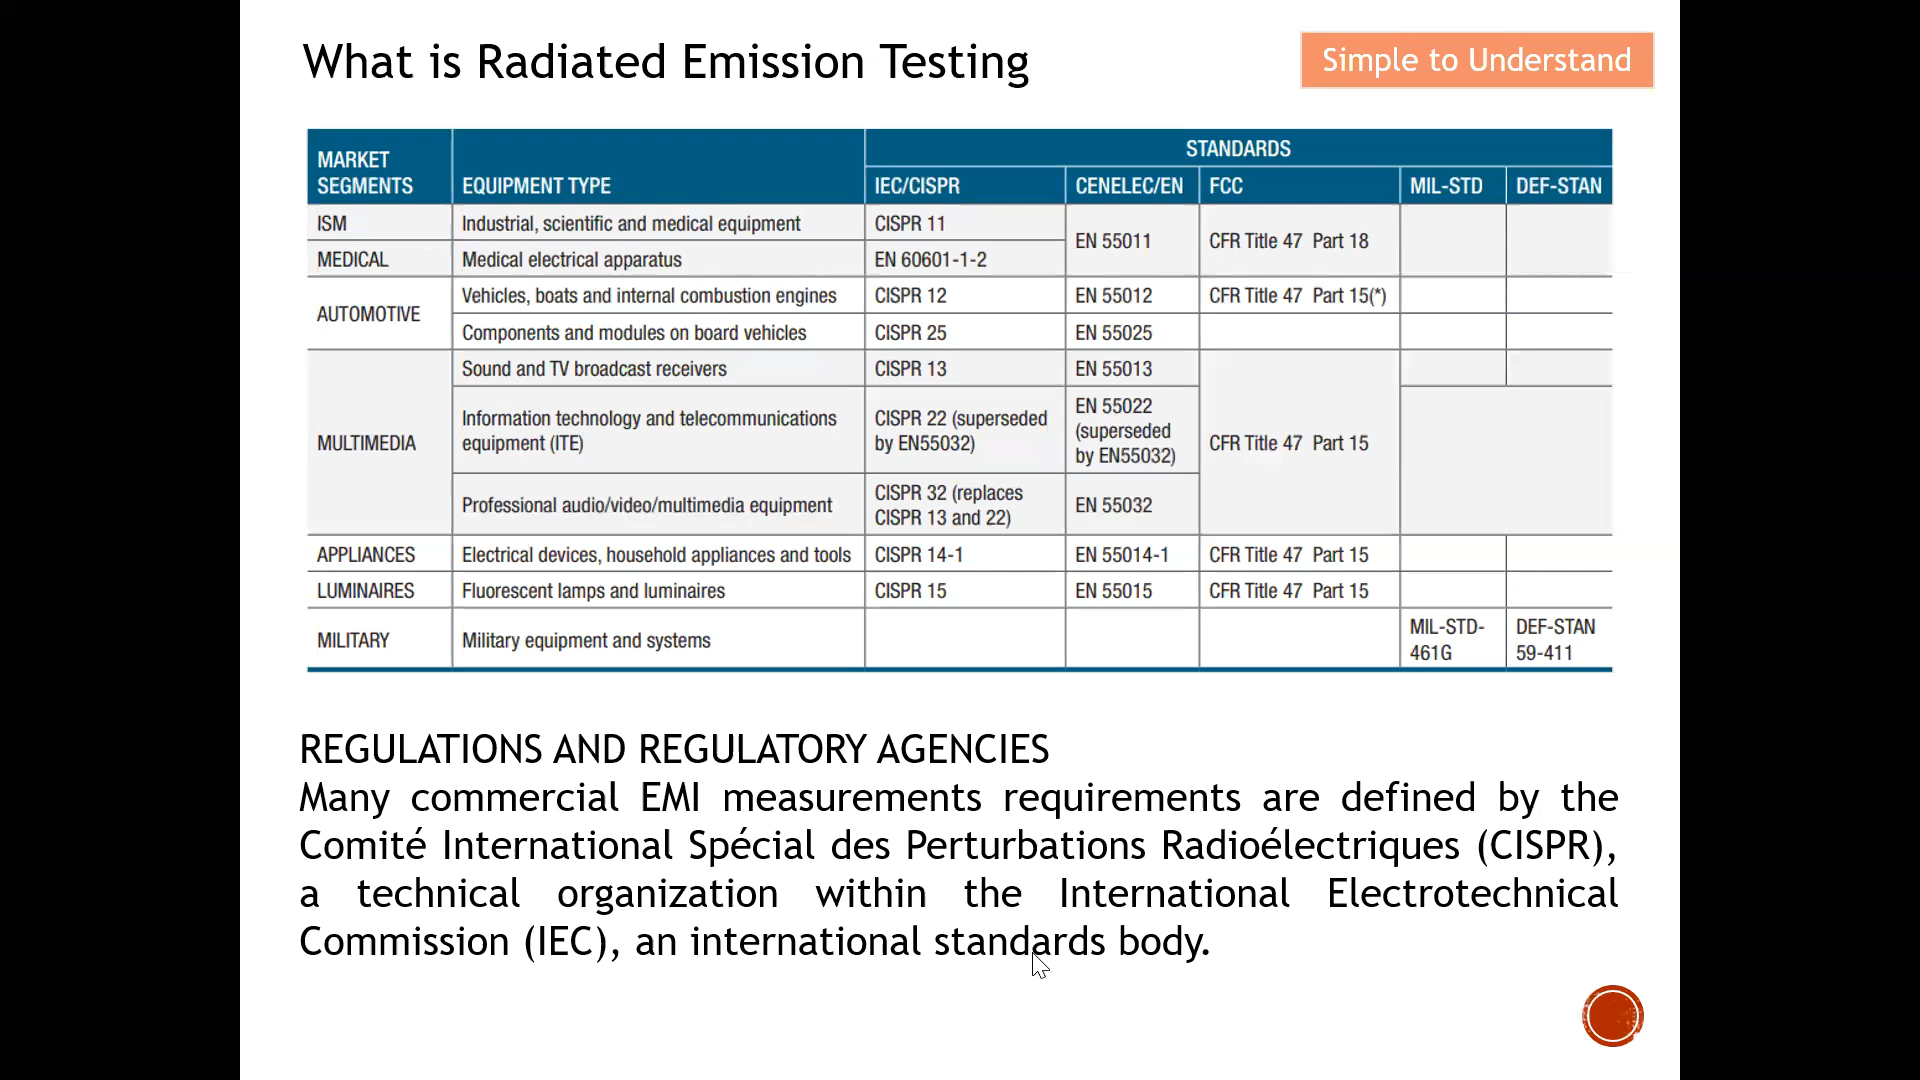 What is Radiated Emission Testing
Simple to Understand
STANDARDS
MARKET
SEGMENTS
EQUIPMENT TYPE
IEC/CISPR
CENELEC/EN
FCC
MIL-STD
DEF-STAN
ISM
Industrial, scientific and medical equipment
CISPR 11
EN 55011
CFR Title 47 Part 18
MEDICAL
Medical electrical apparatus
EN 60601-1-2
AUTOMOTIVE
Vehicles, boats and internal combustion engines
CISPR 12
EN 55012
CFR Title 47 Part 15(*)
Components and modules on board vehicles
CISPR 25
EN 55025
MULTIMEDIA
Sound and TV broadcast receivers
CISPR 13
EN 55013
CFR Title 47 Part 15
Information technology and telecommunications
equipment (ITE)
CISPR 22 (superseded
by EN55032)
EN 55022
(superseded
by EN55032)
Professional audio/video/multimedia equipment
CISPR 32 (replaces
CISPR 13 and 22)
EN 55032
APPLIANCES
Electrical devices, household appliances and tools
CISPR 14-1
EN 55014-1
CFR Title 47 Part 15
LUMINAIRES
Fluorescent lamps and luminaires
CISPR 15
EN 55015
CFR Title 47 Part 15
MILITARY
Military equipment and systems
MIL-STD-
461G
DEF-STAN
59-411
REGULATIONS AND REGULATORY AGENCIES
Many commercial EMI measurements requirements are defined by the
Comité International Spécial des Perturbations Radioélectriques (CISPR),
a technical organization within the International Electrotechnical
Commission (IEC), an international standards body.